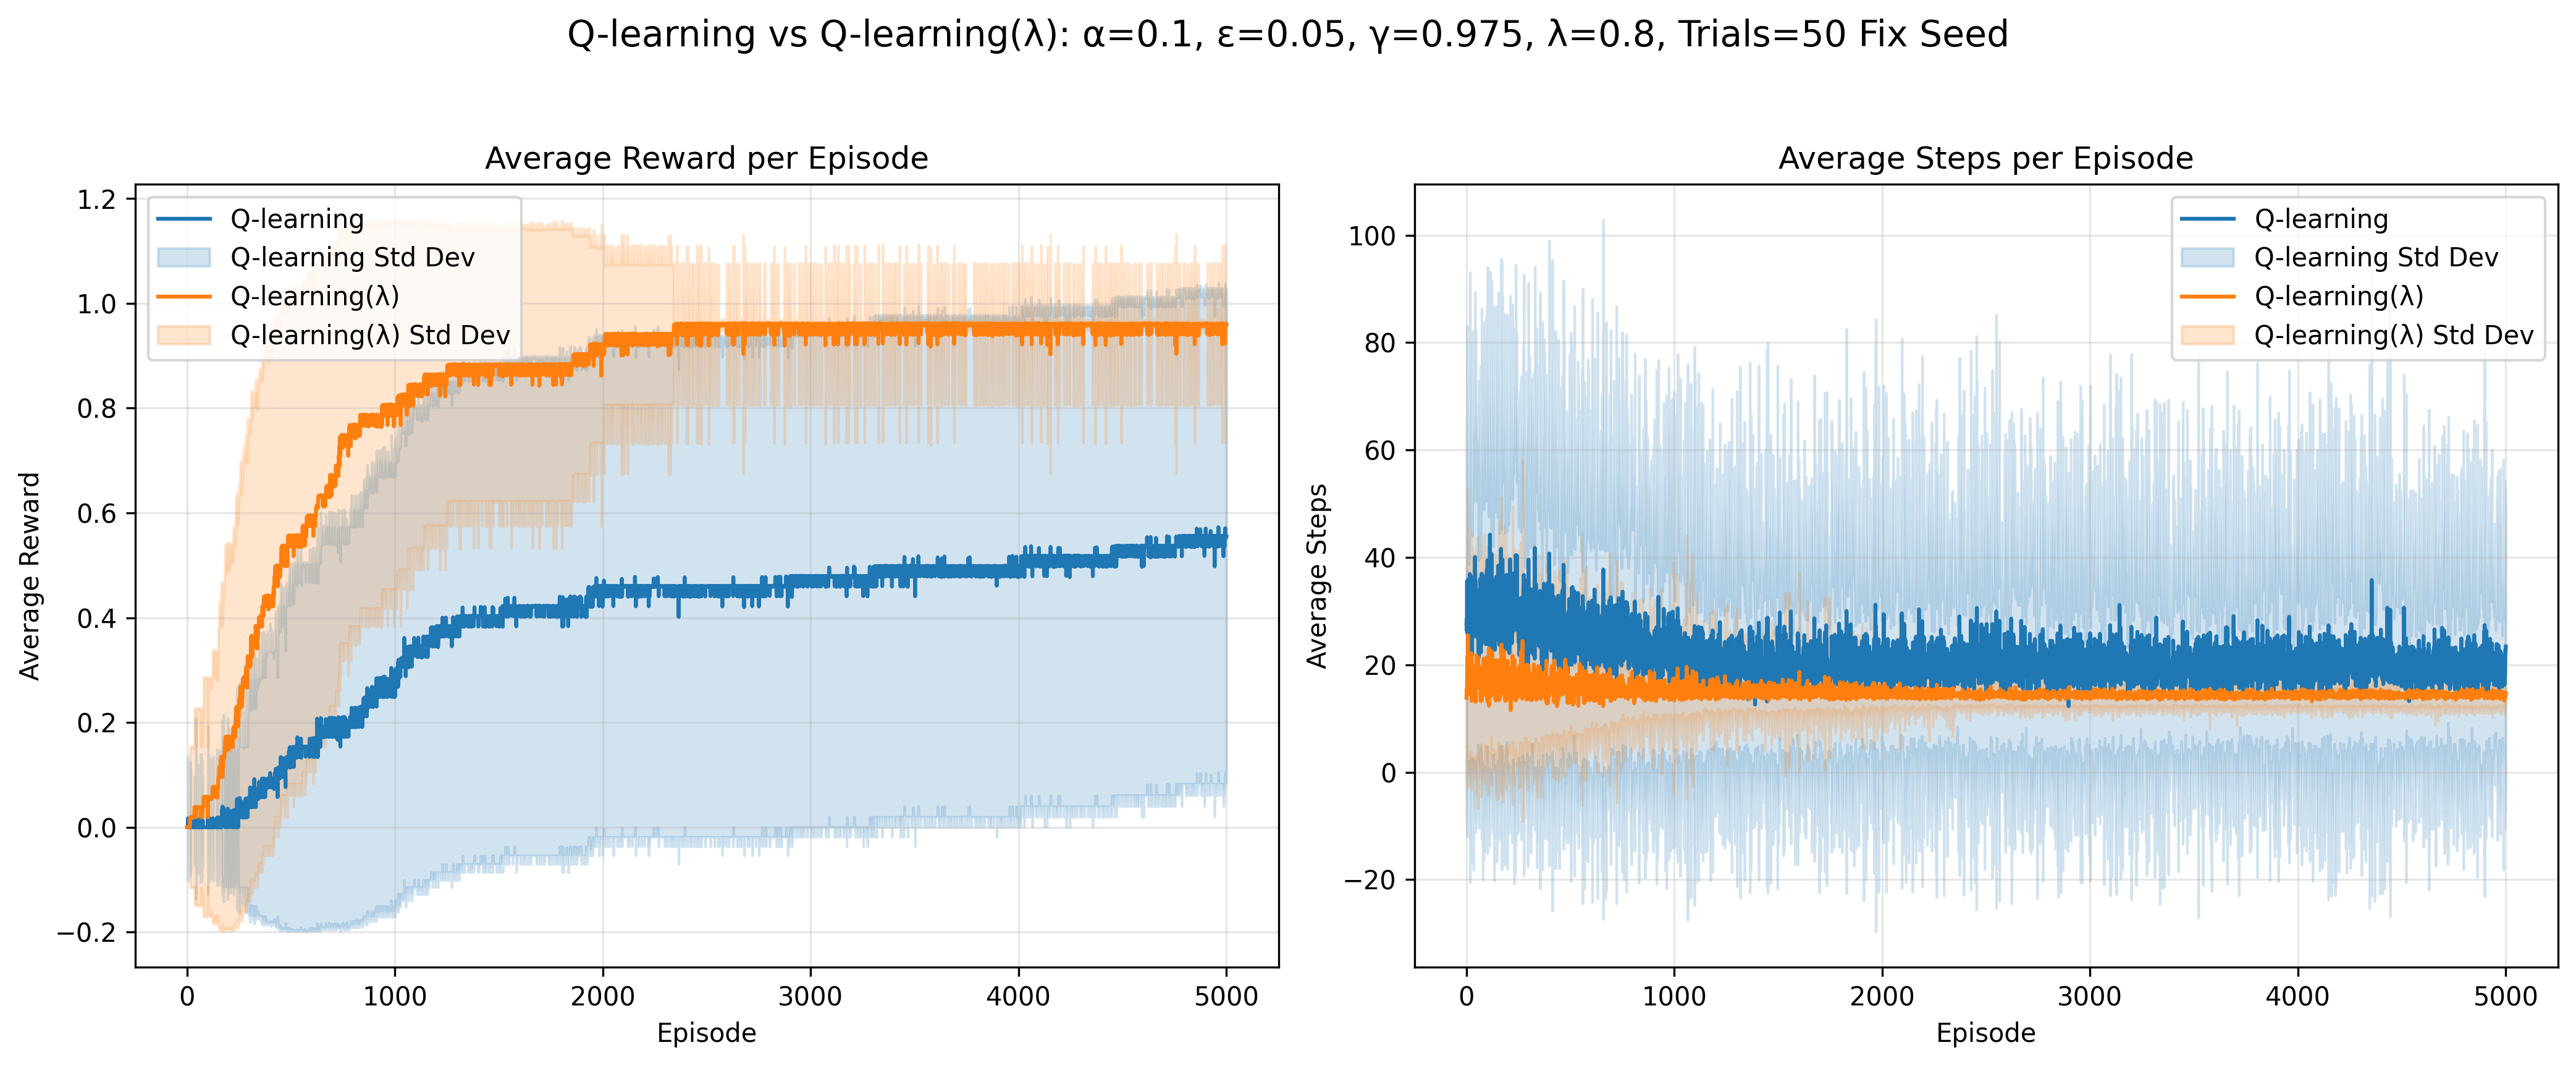 Q-learning vs Q-learning(λ): α=0.1, ε=0.05, γ=0.975, λ=0.8, Trials=50 Fix Seed
Average Reward per Episode
1.2
1.0
0.8
0.6
0.4
0.2
0.0
−0.2
Average Reward
Q-learning
Q-learning Std Dev
Q-learning(λ)
Q-learning(λ) Std Dev
0
1000
2000
3000
4000
5000
Episode
Average Steps per Episode
100
80
60
40
20
0
−20
Average Steps
Q-learning
Q-learning Std Dev
Q-learning(λ)
Q-learning(λ) Std Dev
0
1000
2000
3000
4000
5000
Episode